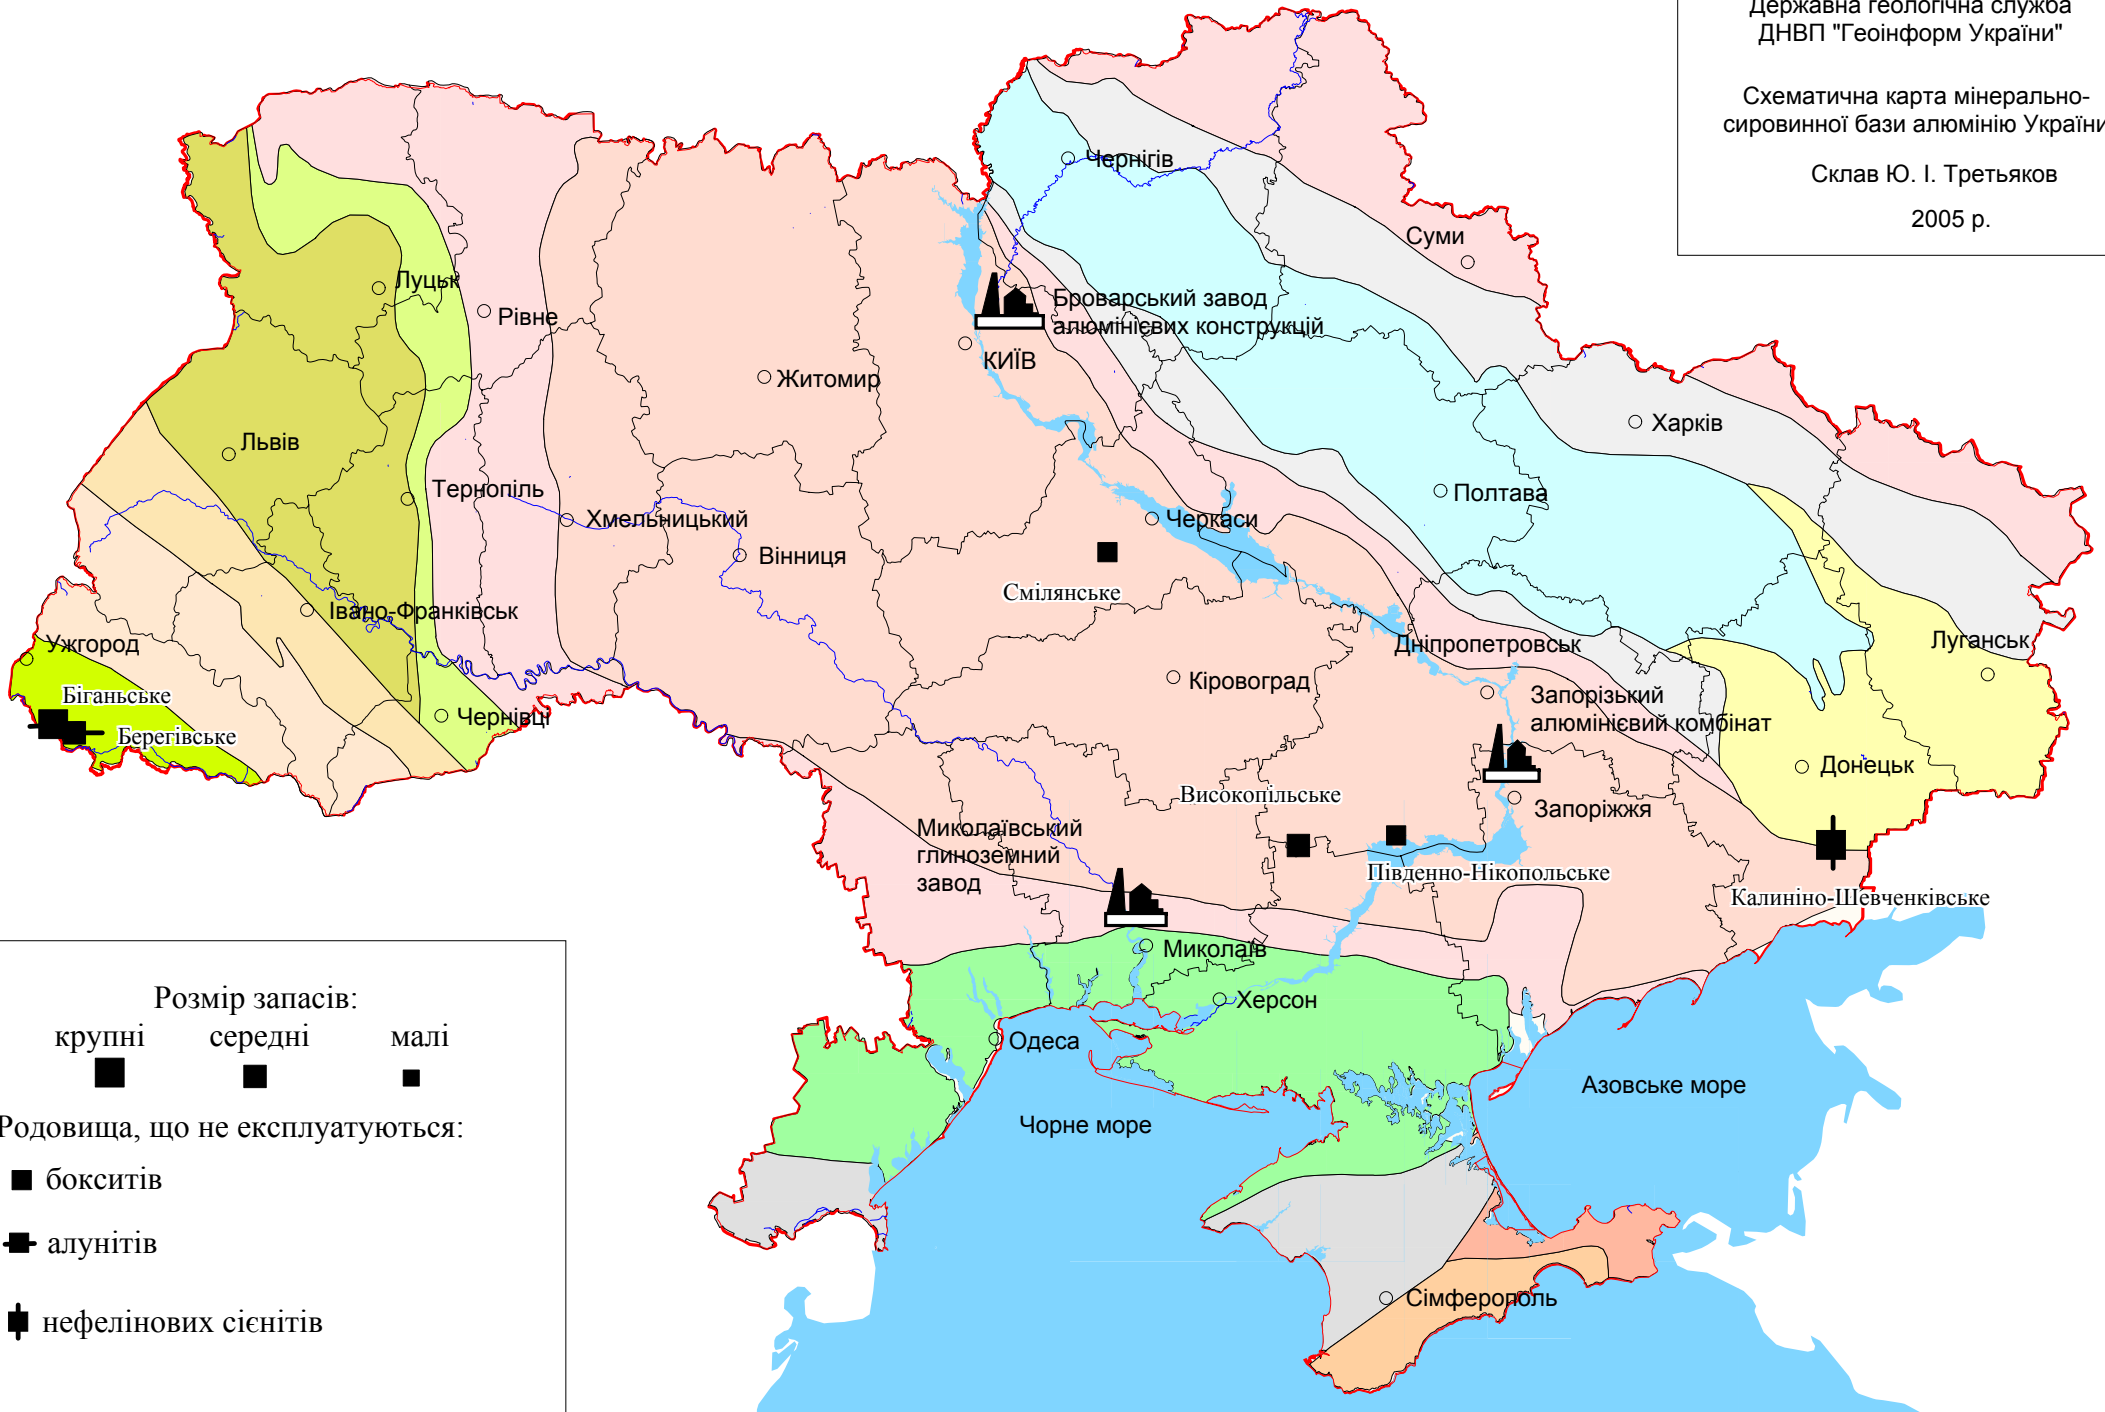 Державна геологічна служба
ДНВП "Геоінформ України"
Схематична карта мінерально-
сировинної бази алюмінію України
Склав Ю. І. Третьяков
2005 р.
Чернігів
Суми
Луцьк
Рівне
Броварський завод
алюмінієвих конструкцій
КИЇВ
Житомир
Харків
Львів
Тернопіль
Полтава
Хмельницький
Черкаси
Вінниця
Смілянське
Івано-Франківськ
Ужгород
Дніпропетровськ
Луганськ
Кіровоград
Біганьське
Запорізький
алюмінієвий комбінат
Чернівці
Берегівське
Донецьк
Високопільське
Запоріжжя
Миколаївський
глиноземний
завод
Південно-Нікопольське
Калиніно-Шевченківське
Миколаїв
Херсон
Одеса
Азовське море
Чорне море
Сімферополь
Розмір запасів:
крупні середні малі
Родовища, що не експлуатуються:
бокситів
алунітів
нефелінових сієнітів